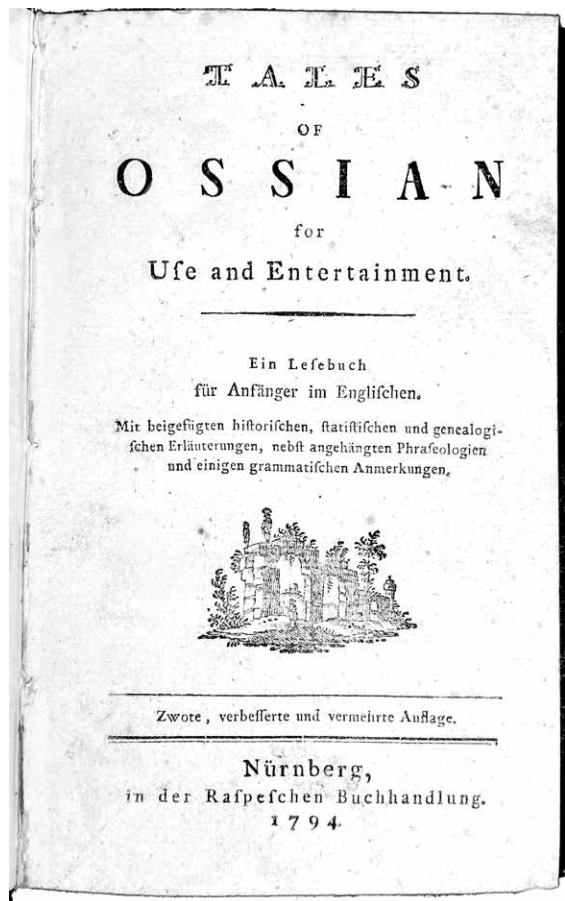 TALES
OF
OSSIAN
for
Uſe and Entertainment.
Ein Leſebuch
für Anfänger im Engliſchen.
Mit beigefügten hiſtoriſchen, ſtatiſtiſchen und genealogi-
ſchen Erläuterungen, nebſt angehängten Phraſeologien
und einigen grammatiſchen Anmerkungen.
Zwote, verbeſſerte und vermehrte Auflage.
Nürnberg,
in der Raſpeſchen Buchhandlung.
1794.